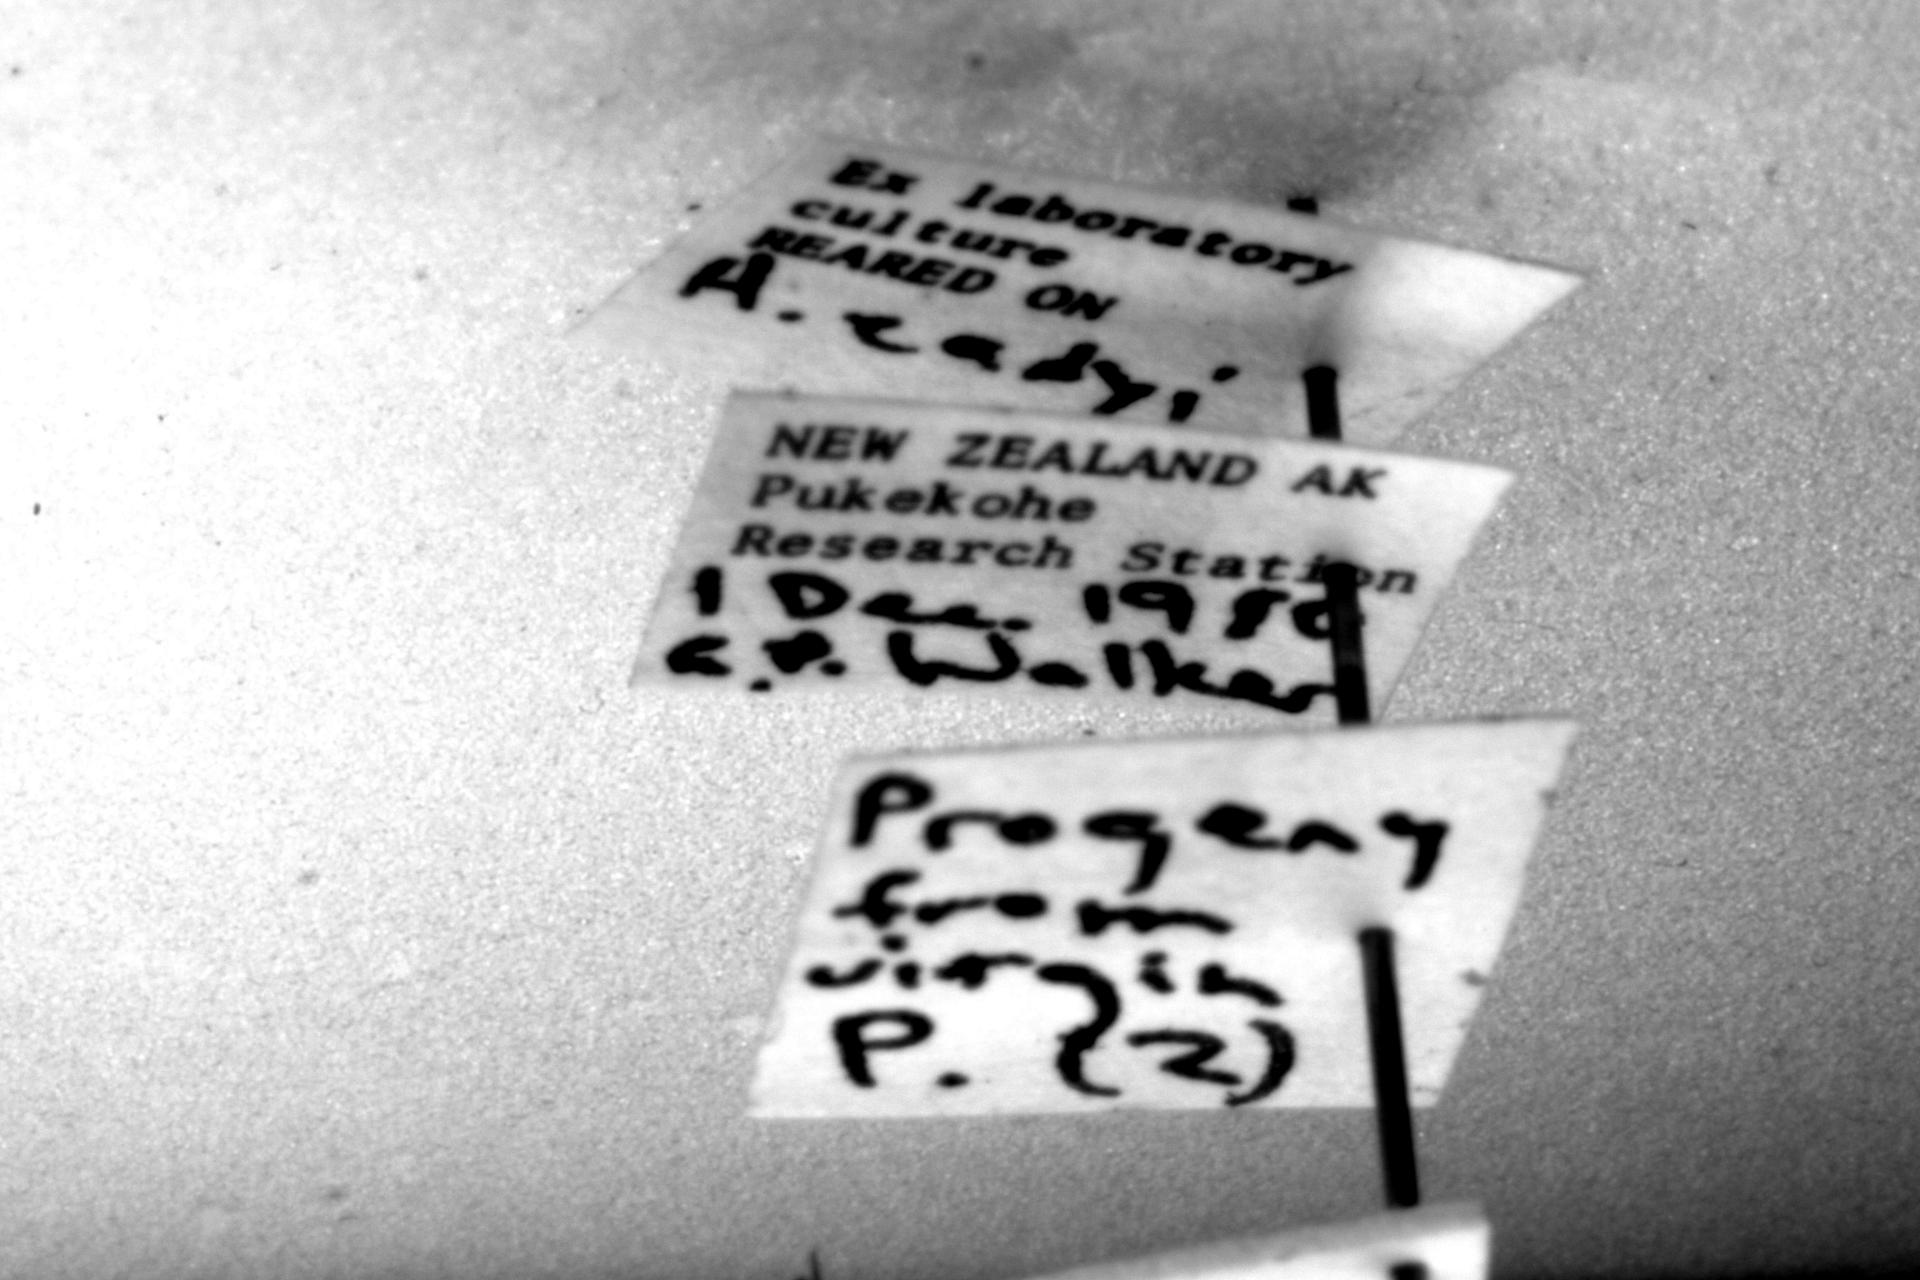 Ex laboratory
culture
REARED ON
A. eadyi
NEW ZEALAND AK
Pukekohe
Research Station
1 Dec. 1980
G.P. Walker
Progeny
from
virgin
P. (2)